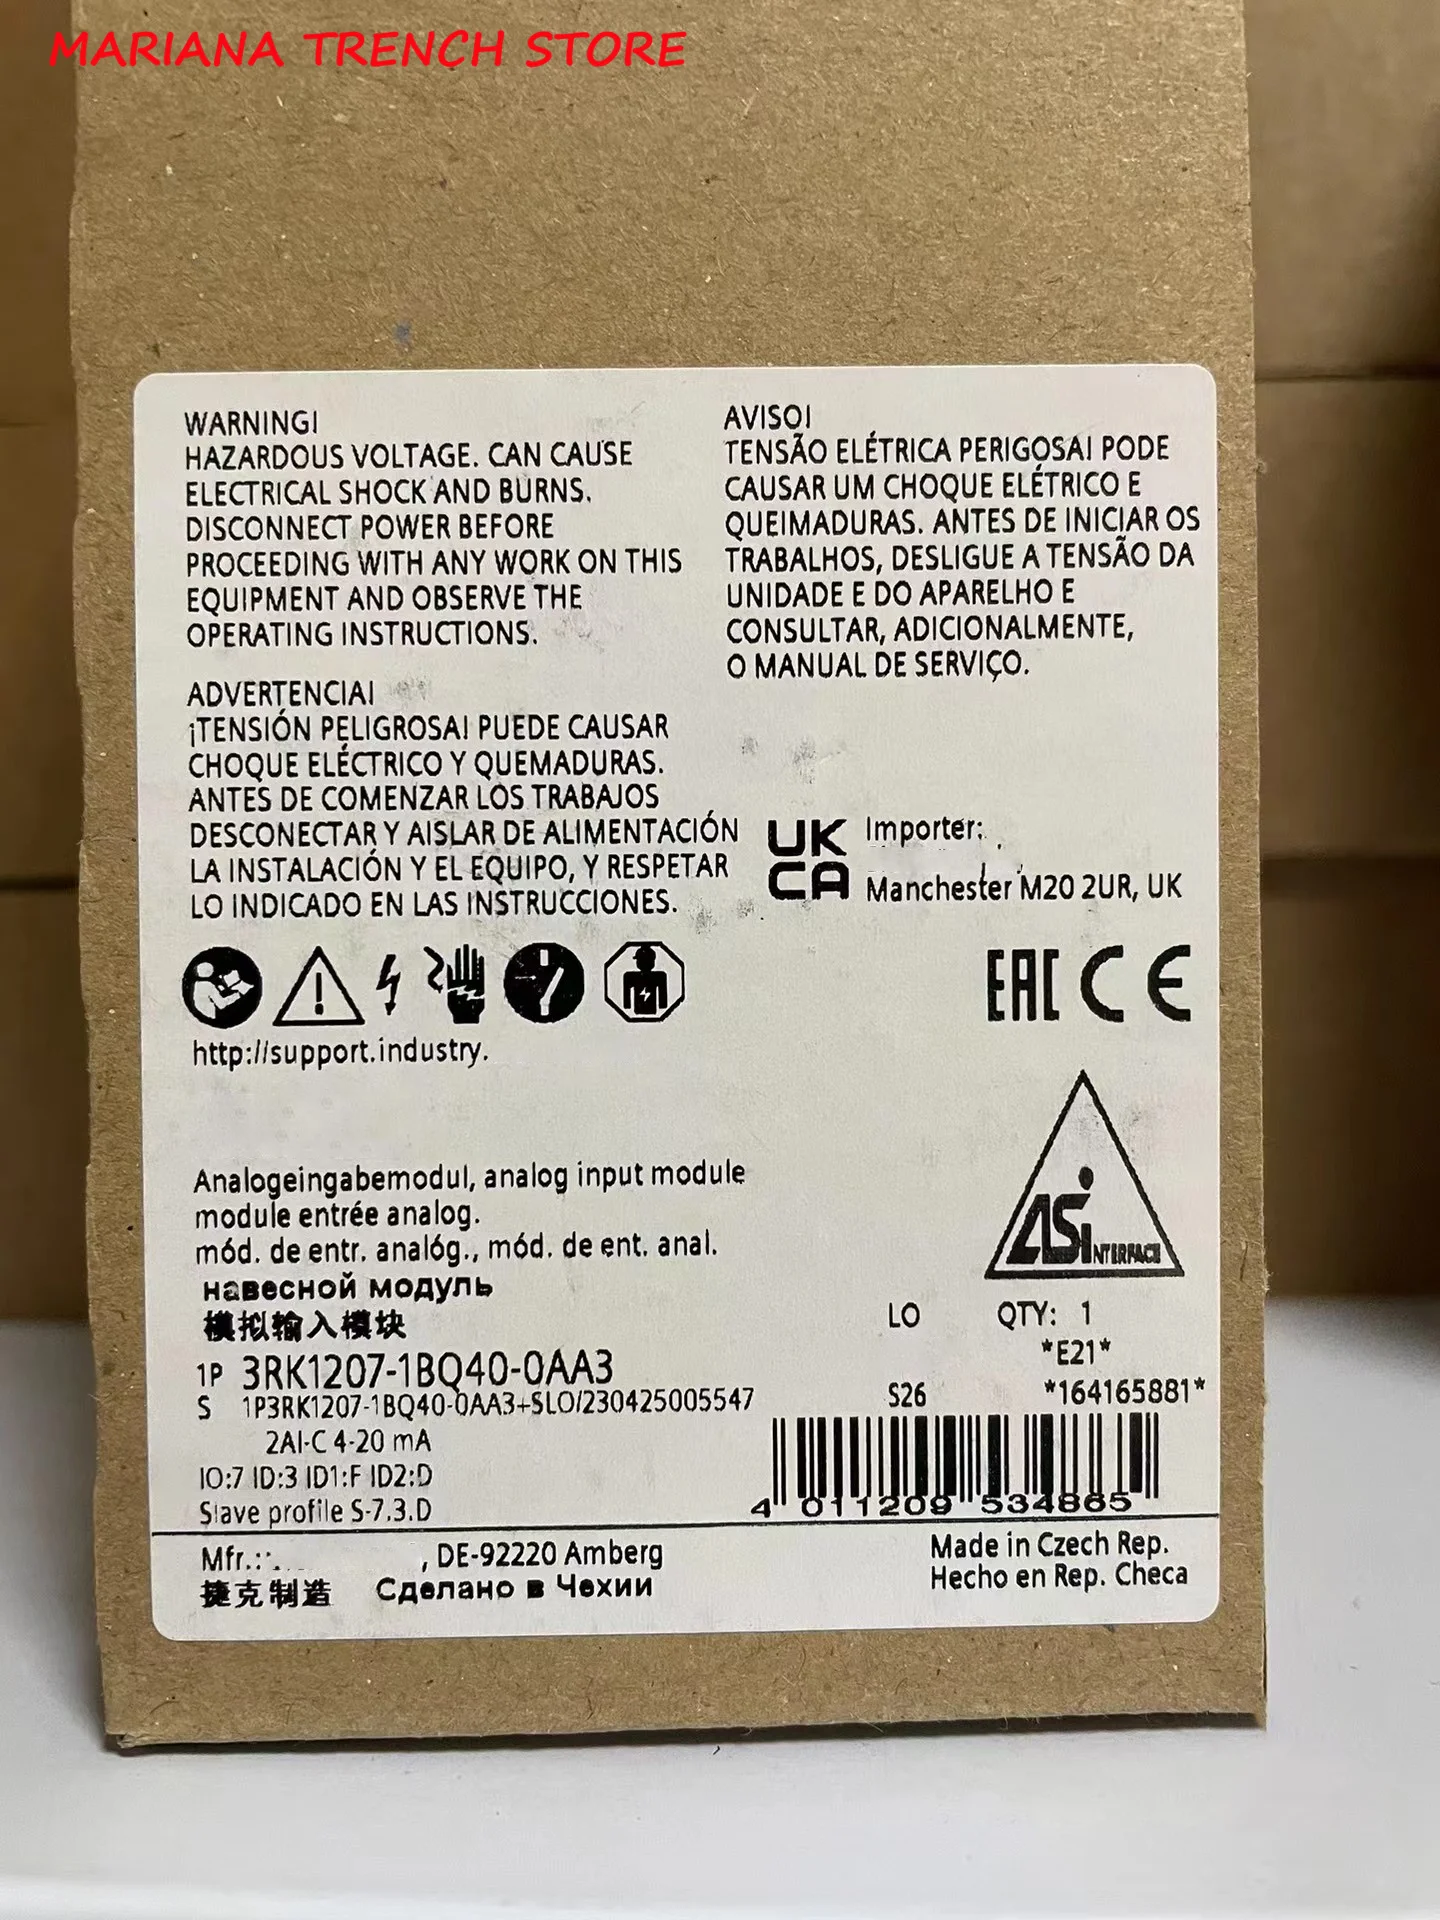 MARIANA TRENCH STORE
WARNING!
HAZARDOUS VOLTAGE. CAN CAUSE
ELECTRICAL SHOCK AND BURNS.
DISCONNECT POWER BEFORE
PROCEEDING WITH ANY WORK ON THIS
EQUIPMENT AND OBSERVE THE
OPERATING INSTRUCTIONS.
ADVERTENCIA!
¡TENSIÓN PELIGROSA! PUEDE CAUSAR
CHOQUE ELÉCTRICO Y QUEMADURAS.
ANTES DE COMENZAR LOS TRABAJOS
DESCONECTAR Y AISLAR DE ALIMENTACIÓN
LA INSTALACIÓN Y EL EQUIPO, Y RESPETAR
LO INDICADO EN LAS INSTRUCCIONES.
AVISO!
TENSÃO ELÉTRICA PERIGOSA! PODE
CAUSAR UM CHOQUE ELÉTRICO E
QUEIMADURAS. ANTES DE INICIAR OS
TRABALHOS, DESLIGUE A TENSÃO DA
UNIDADE E DO APARELHO E
CONSULTAR, ADICIONALMENTE,
O MANUAL DE SERVIÇO.
UK
CA
Importer:
Manchester M20 2UR, UK
EAC CE
http://support.industry.
ASi NTERFACE
Analogeingabemodul, analog input module
module entrée analog.
mód. de entr. analóg., mód. de ent. anal.
навесной модуль
模拟输入模块
LO QTY: 1
*E21*
1P 3RK1207-1BQ40-0AA3
S 1P3RK1207-1BQ40-0AA3+SLO/230425005547
S26 *164165881*
2AI-C 4-20 mA
IO:7 ID:3 ID1:F ID2:D
Slave profile S-7.3.D
4 011209 534865
Mfr.: , DE-92220 Amberg
捷克制造 Сделано в Чехии
Made in Czech Rep.
Hecho en Rep. Checa